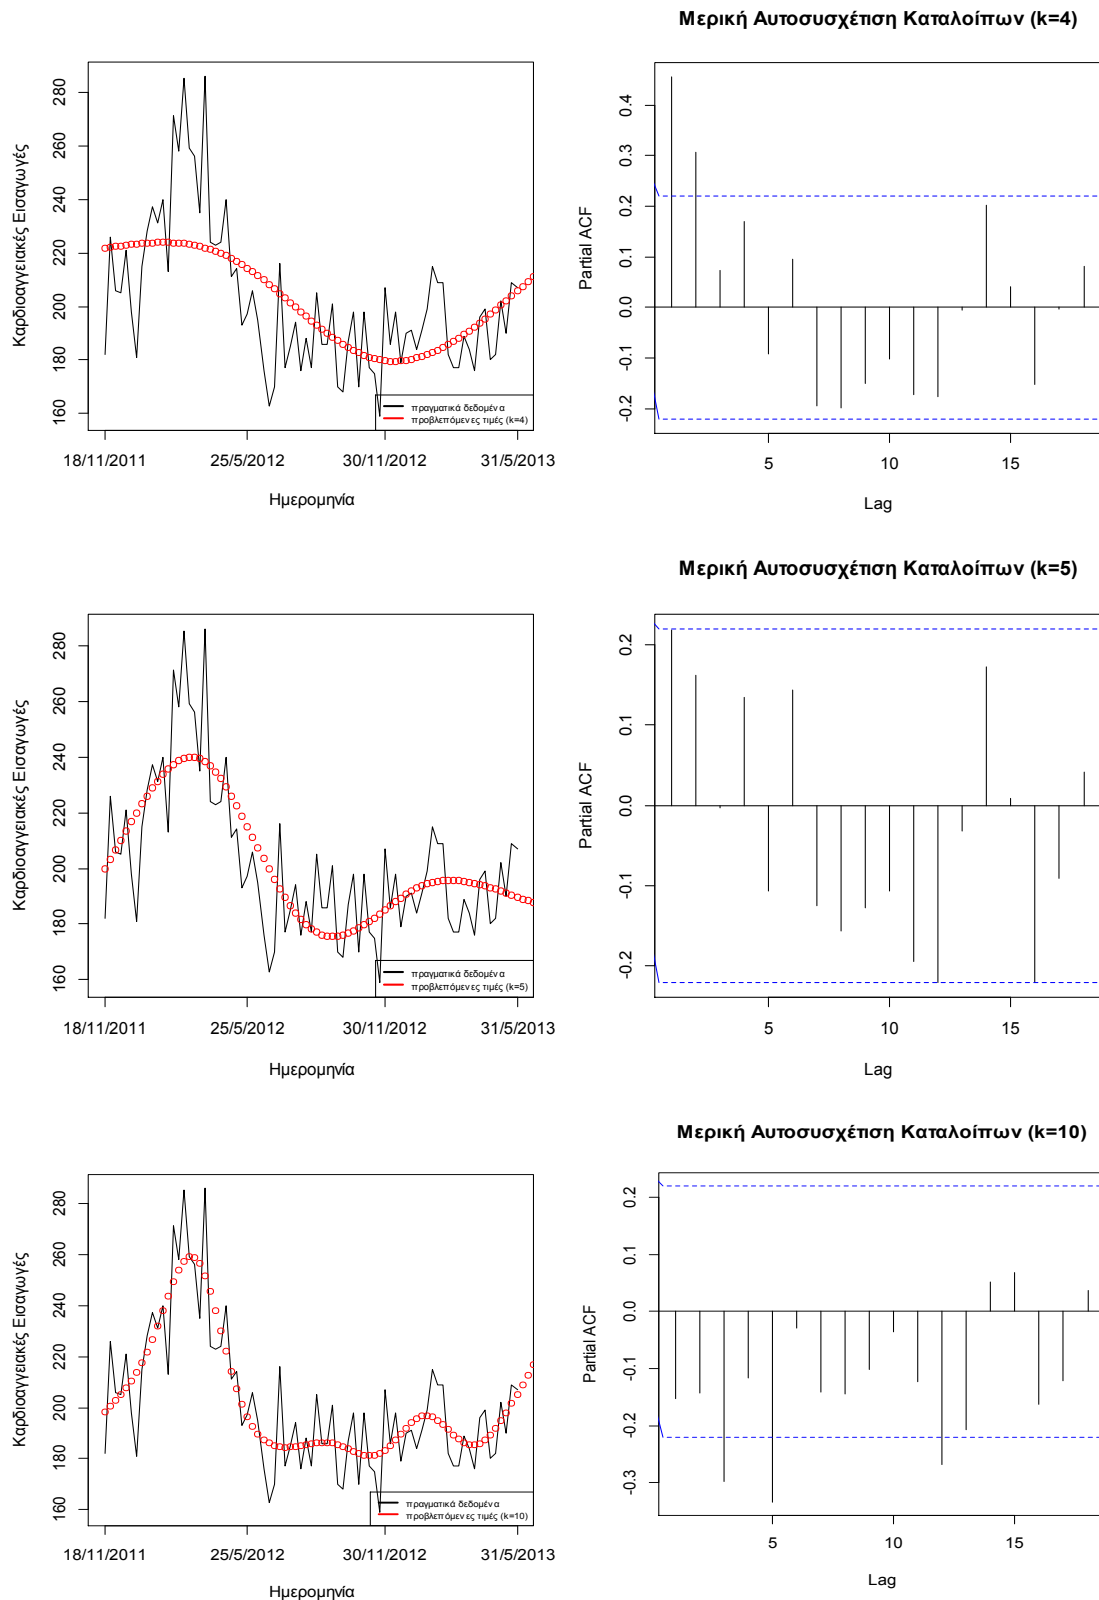 Μερική Αυτοσυσχέτιση Καταλοίπων (k=4)
Καρδιοαγγειακές Εισαγωγές
280
260
240
220
200
180
160
πραγματικά δεδομένα
προβλεπόμενες τιμές (k=4)
18/11/2011 25/5/2012 30/11/2012 31/5/2013
Ημερομηνία
Partial ACF
0.4
0.3
0.2
0.1
0.0
-0.1
-0.2
5 10 15
Lag
Μερική Αυτοσυσχέτιση Καταλοίπων (k=5)
Καρδιοαγγειακές Εισαγωγές
280
260
240
220
200
180
160
πραγματικά δεδομένα
προβλεπόμενες τιμές (k=5)
18/11/2011 25/5/2012 30/11/2012 31/5/2013
Ημερομηνία
Partial ACF
0.2
0.1
0.0
-0.1
-0.2
5 10 15
Lag
Μερική Αυτοσυσχέτιση Καταλοίπων (k=10)
Καρδιοαγγειακές Εισαγωγές
280
260
240
220
200
180
160
πραγματικά δεδομένα
προβλεπόμενες τιμές (k=10)
18/11/2011 25/5/2012 30/11/2012 31/5/2013
Ημερομηνία
Partial ACF
0.2
0.1
0.0
-0.1
-0.2
-0.3
5 10 15
Lag